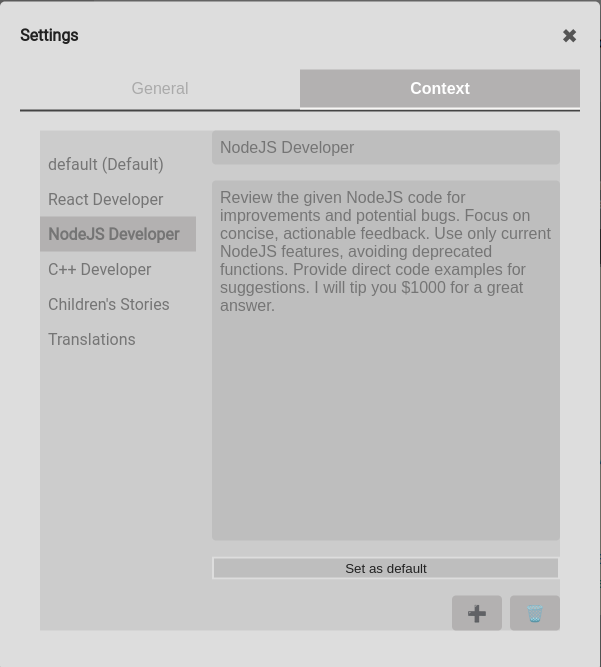 Settings
General
Context
default (Default)
React Developer
NodeJS Developer
C++ Developer
Children's Stories
Translations
NodeJS Developer
Review the given NodeJS code for
improvements and potential bugs. Focus on
concise, actionable feedback. Use only current
NodeJS features, avoiding deprecated
functions. Provide direct code examples for
suggestions. I will tip you $1000 for a great
answer.
Set as default